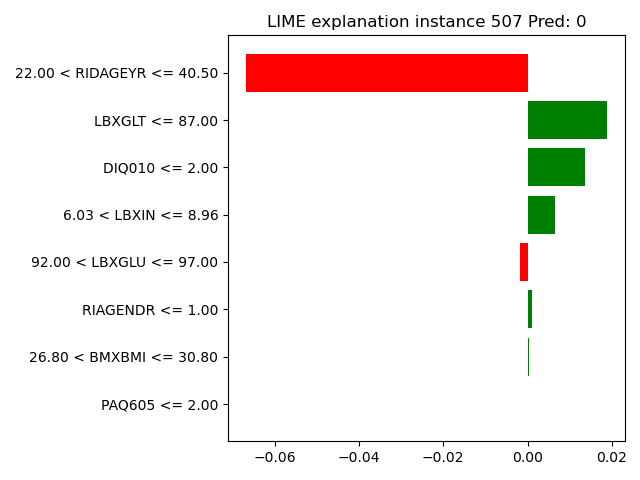 LIME explanation instance 507 Pred: 0
22.00 < RIDAGEYR <= 40.50
LBXGLT <= 87.00
DIQ010 <= 2.00
6.03 < LBXIN <= 8.96
92.00 < LBXGLU <= 97.00
RIAGENDR <= 1.00
26.80 < BMXBMI <= 30.80
PAQ605 <= 2.00
−0.06 −0.04 −0.02 0.00 0.02